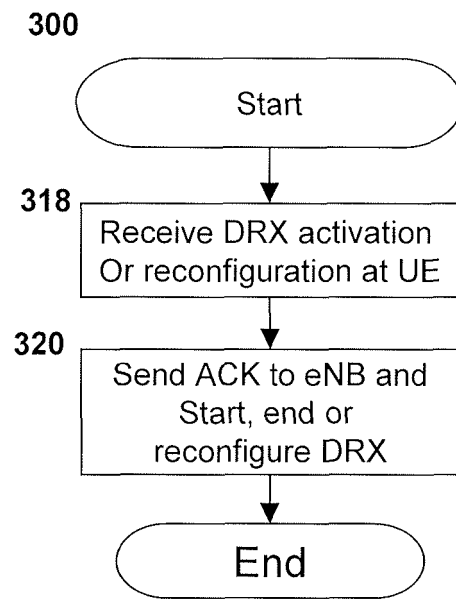 300
Start
318
Receive DRX activation
Or reconfiguration at UE
320
Send ACK to eNB and
Start, end or
reconfigure DRX
End